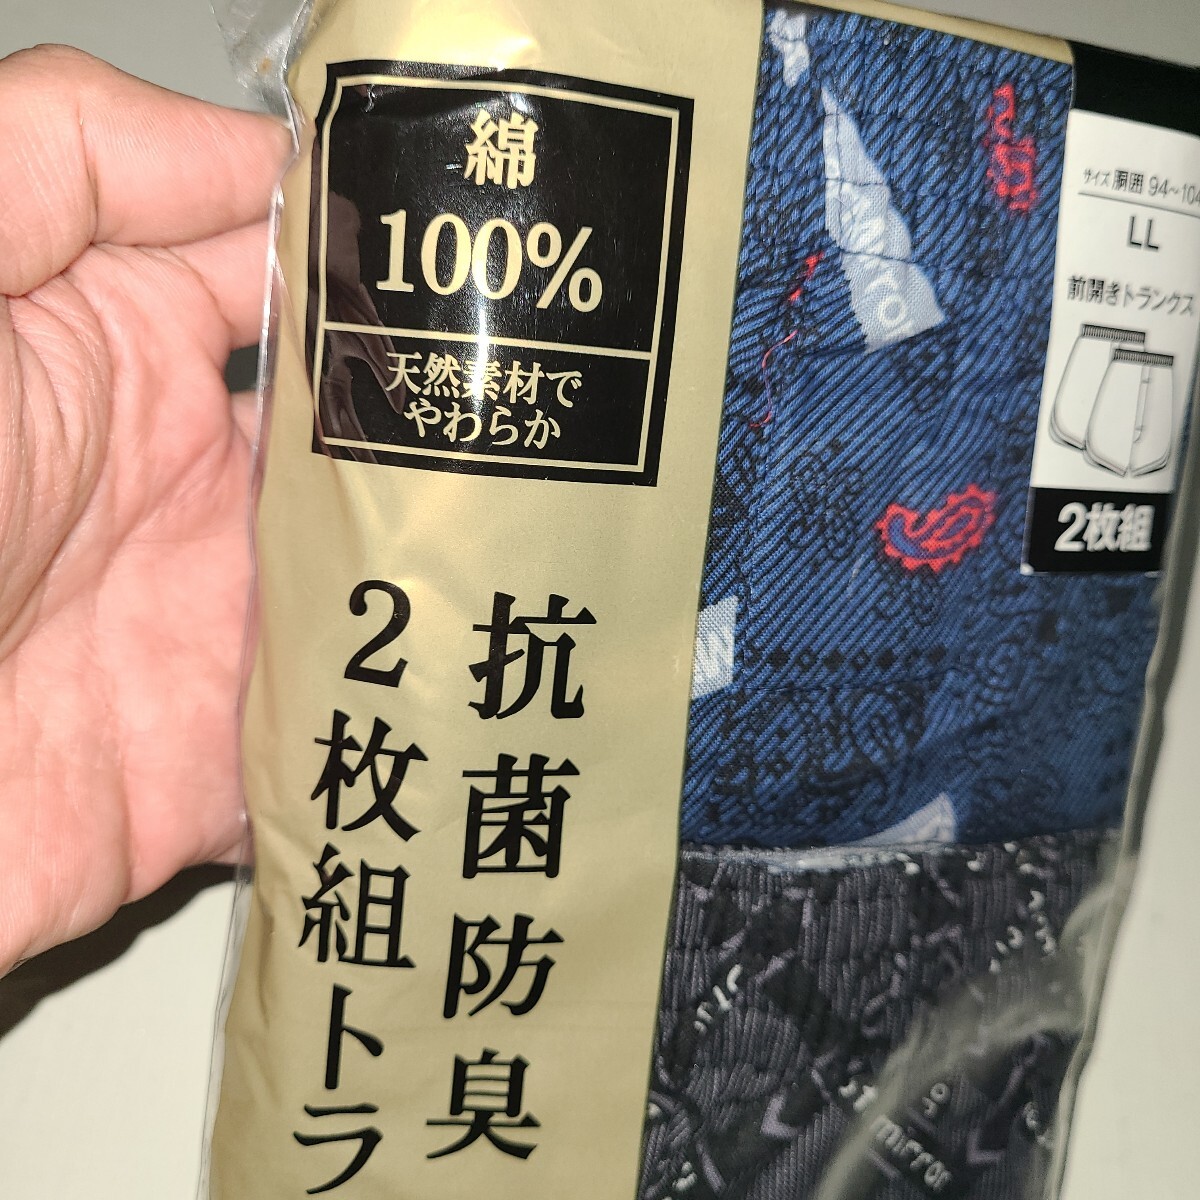 綿
100%
天然素材で
やわらか
抗菌防臭
2枚組トラ
サイズ 胴囲 94~104
LL
前開きトランクス
2枚組
mirror